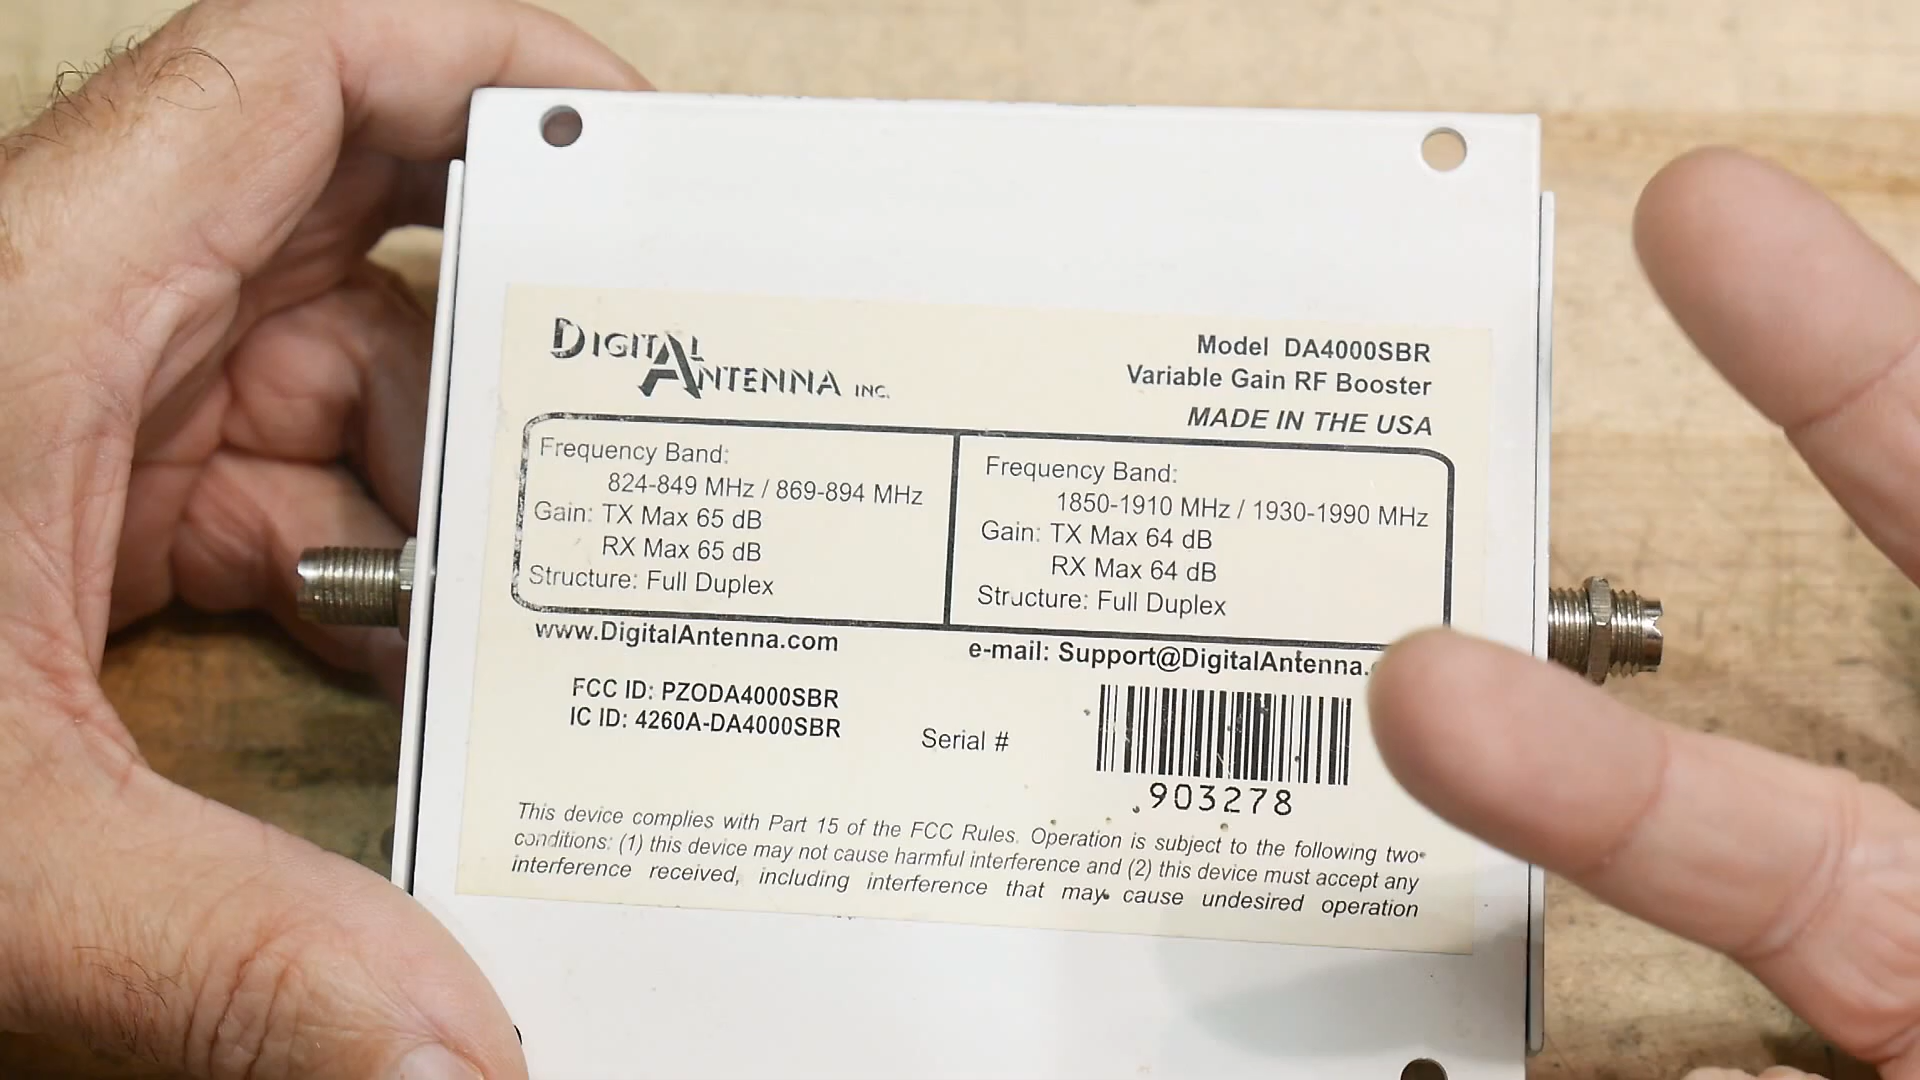 DIGITAL
ANTENNA INC.
Model DA4000SBR
Variable Gain RF Booster
MADE IN THE USA
Frequency Band:
824-849 MHz / 869-894 MHz
Gain: TX Max 65 dB
RX Max 65 dB
Structure: Full Duplex
Frequency Band:
1850-1910 MHz / 1930-1990 MHz
Gain: TX Max 64 dB
RX Max 64 dB
Structure: Full Duplex
www.DigitalAntenna.com
e-mail: Support@DigitalAntenna.
FCC ID: PZODA4000SBR
IC ID: 4260A-DA4000SBR
Serial #
903278
This device complies with Part 15 of the FCC Rules. Operation is subject to the following two
conditions: (1) this device may not cause harmful interference and (2) this device must accept any
interference received, including interference that may cause undesired operation